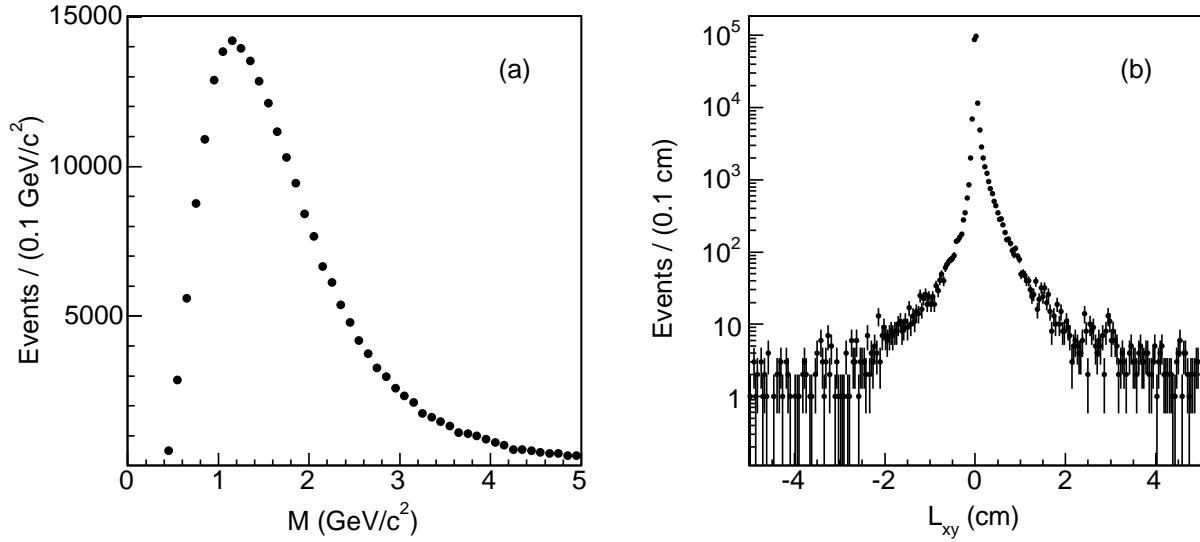 15000
10000
5000
Events / (0.1 GeV/c²)
(a)
0 1 2 3 4 5
M (GeV/c²)
10⁵
10⁴
10³
10²
10
1
Events / (0.1 cm)
(b)
-4 -2 0 2 4
L_xy (cm)